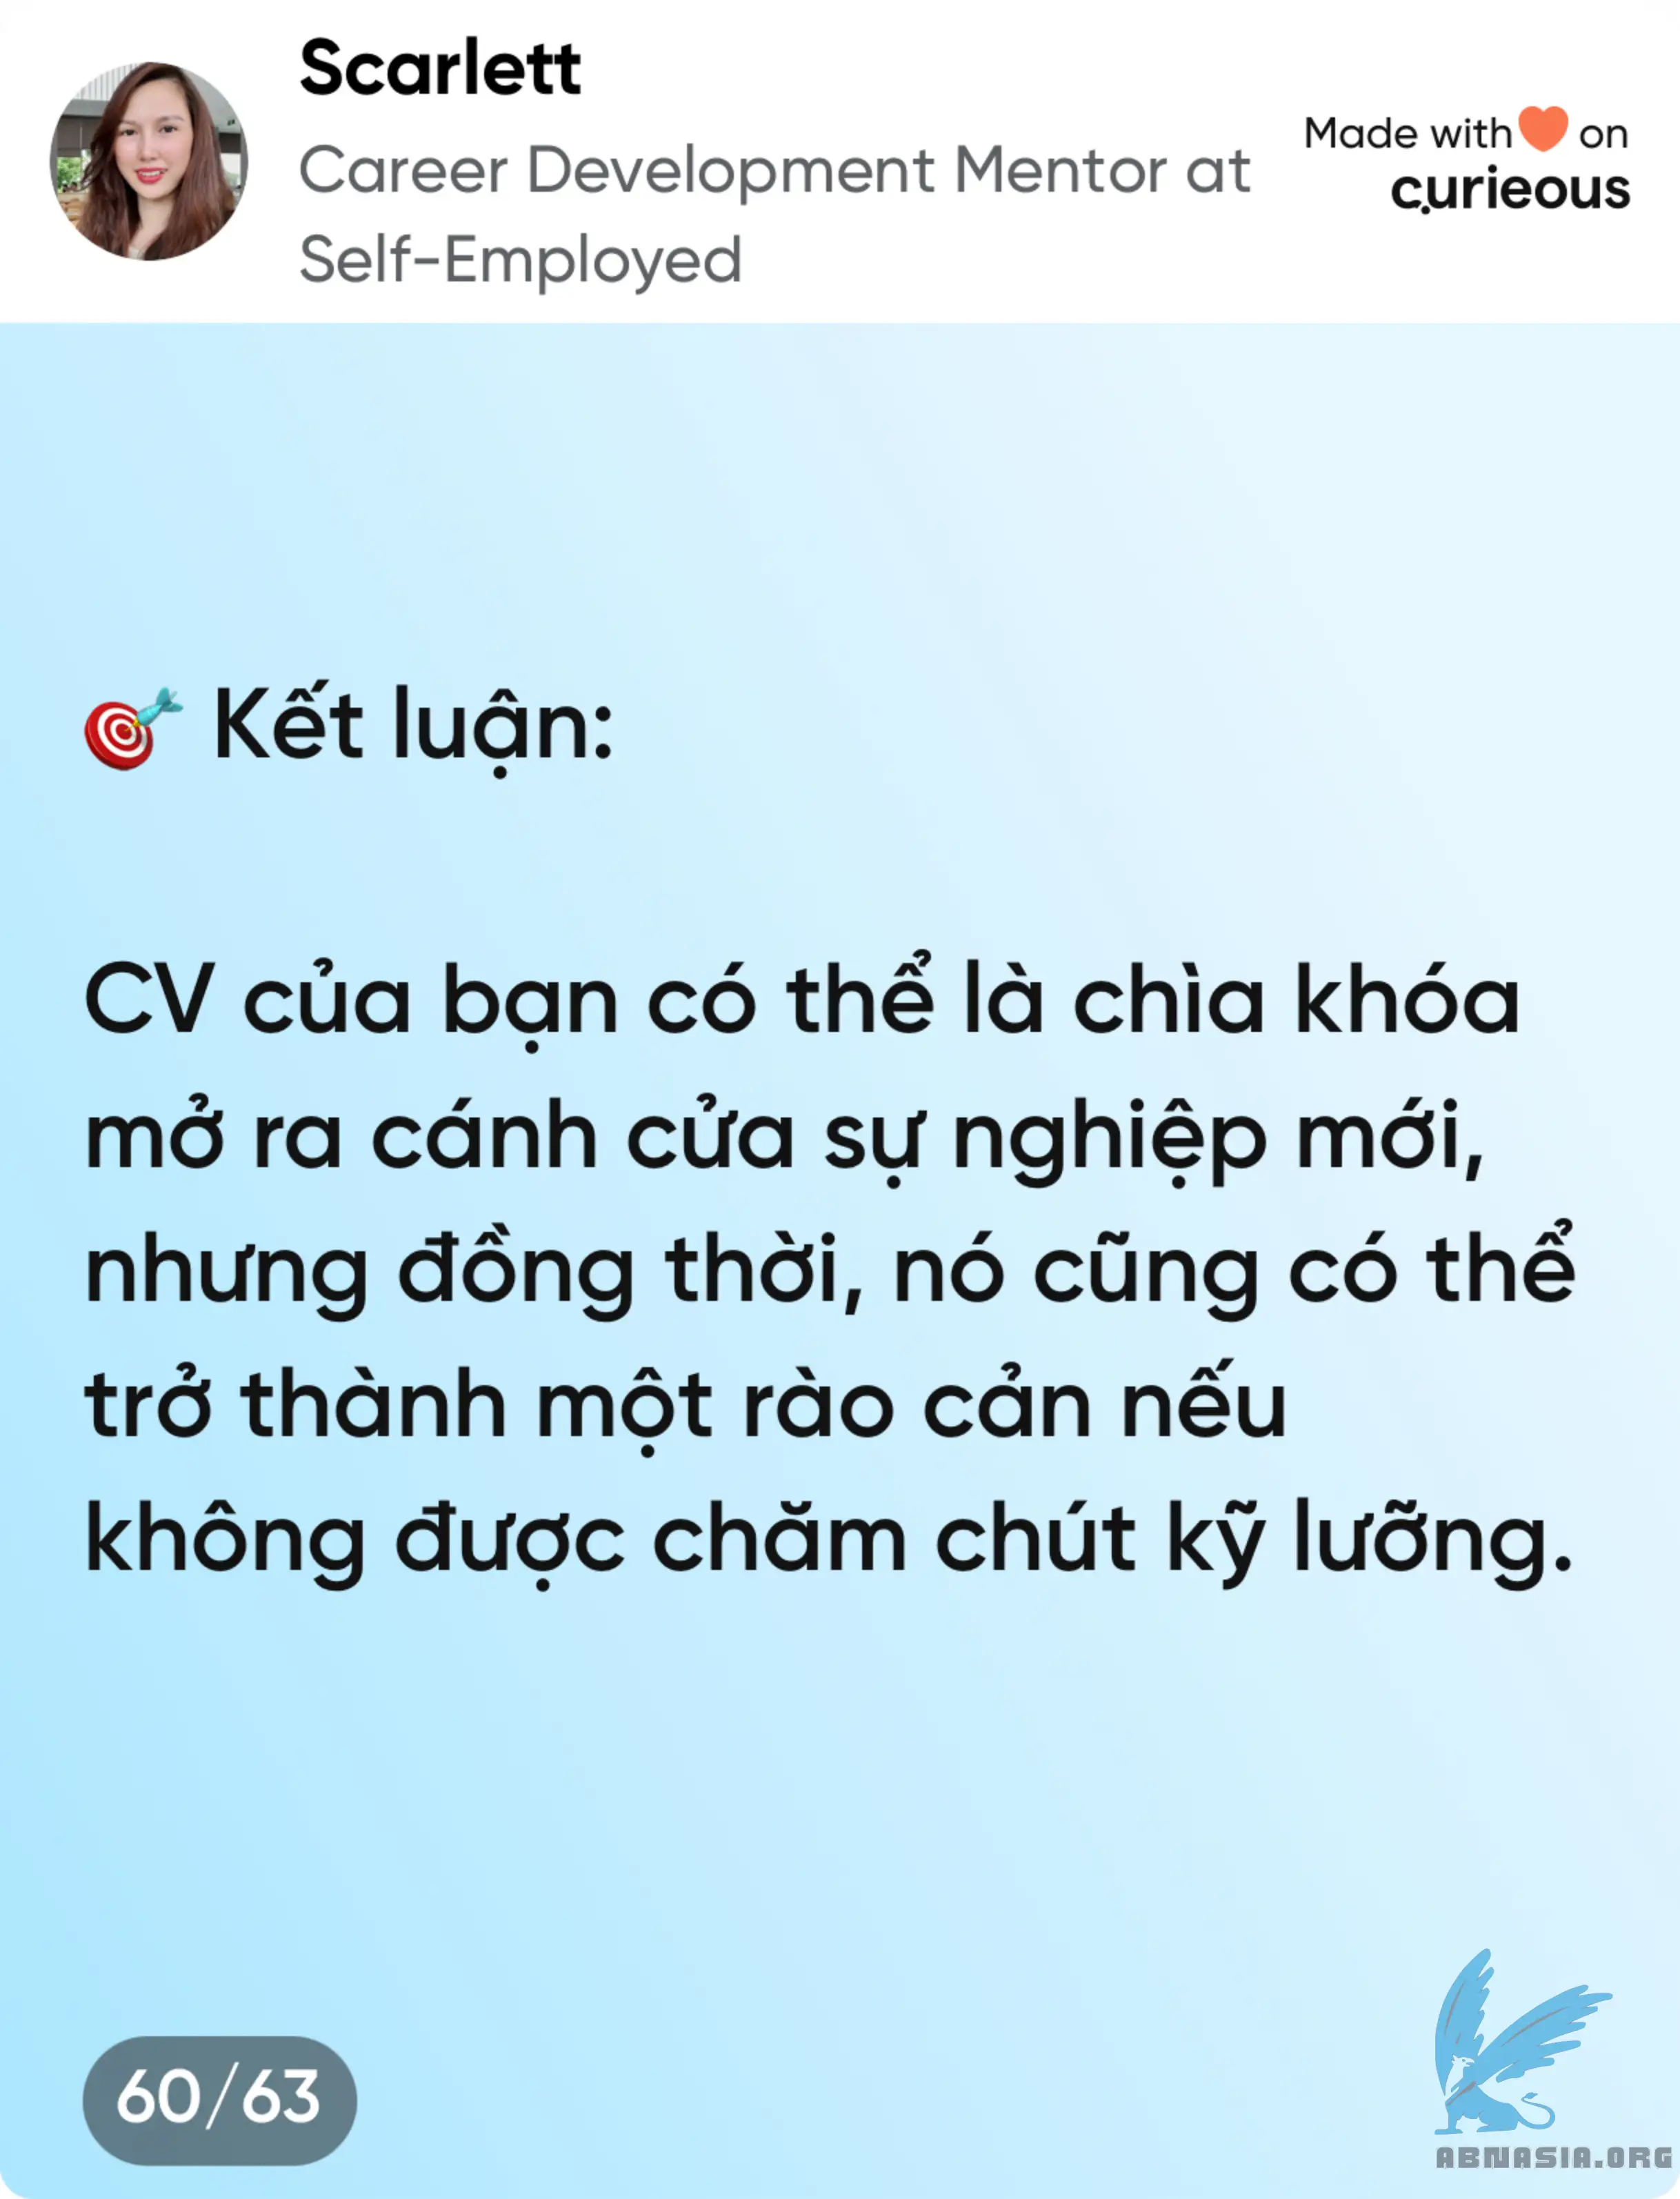 Scarlett
Career Development Mentor at
Self-Employed
Made with on
curieous
Kết luận:
CV của bạn có thể là chìa khóa
mở ra cánh cửa sự nghiệp mới,
nhưng đồng thời, nó cũng có thể
trở thành một rào cản nếu
không được chăm chút kỹ lưỡng.
60/63
ABNASIA.ORG